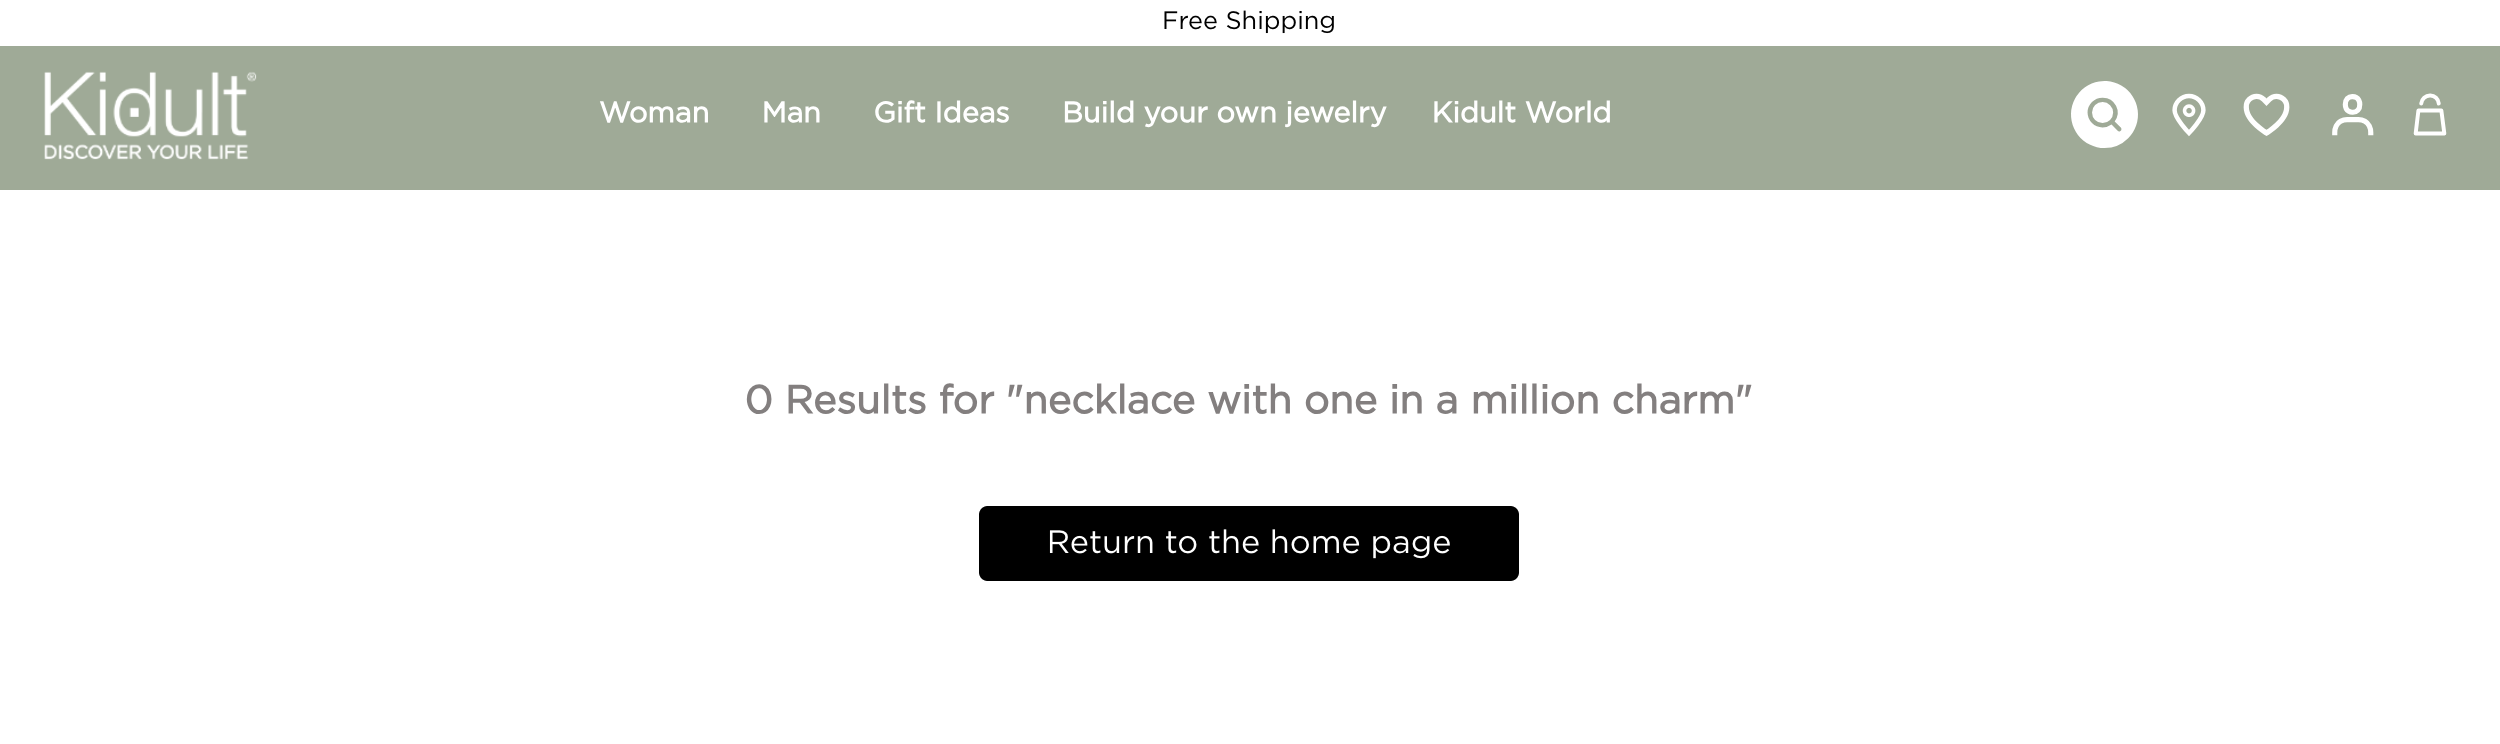 Free Shipping
Kidult®
DISCOVER YOUR LIFE
Woman Man Gift Ideas Build your own jewelry Kidult World
0 Results for "necklace with one in a million charm"
Return to the home page